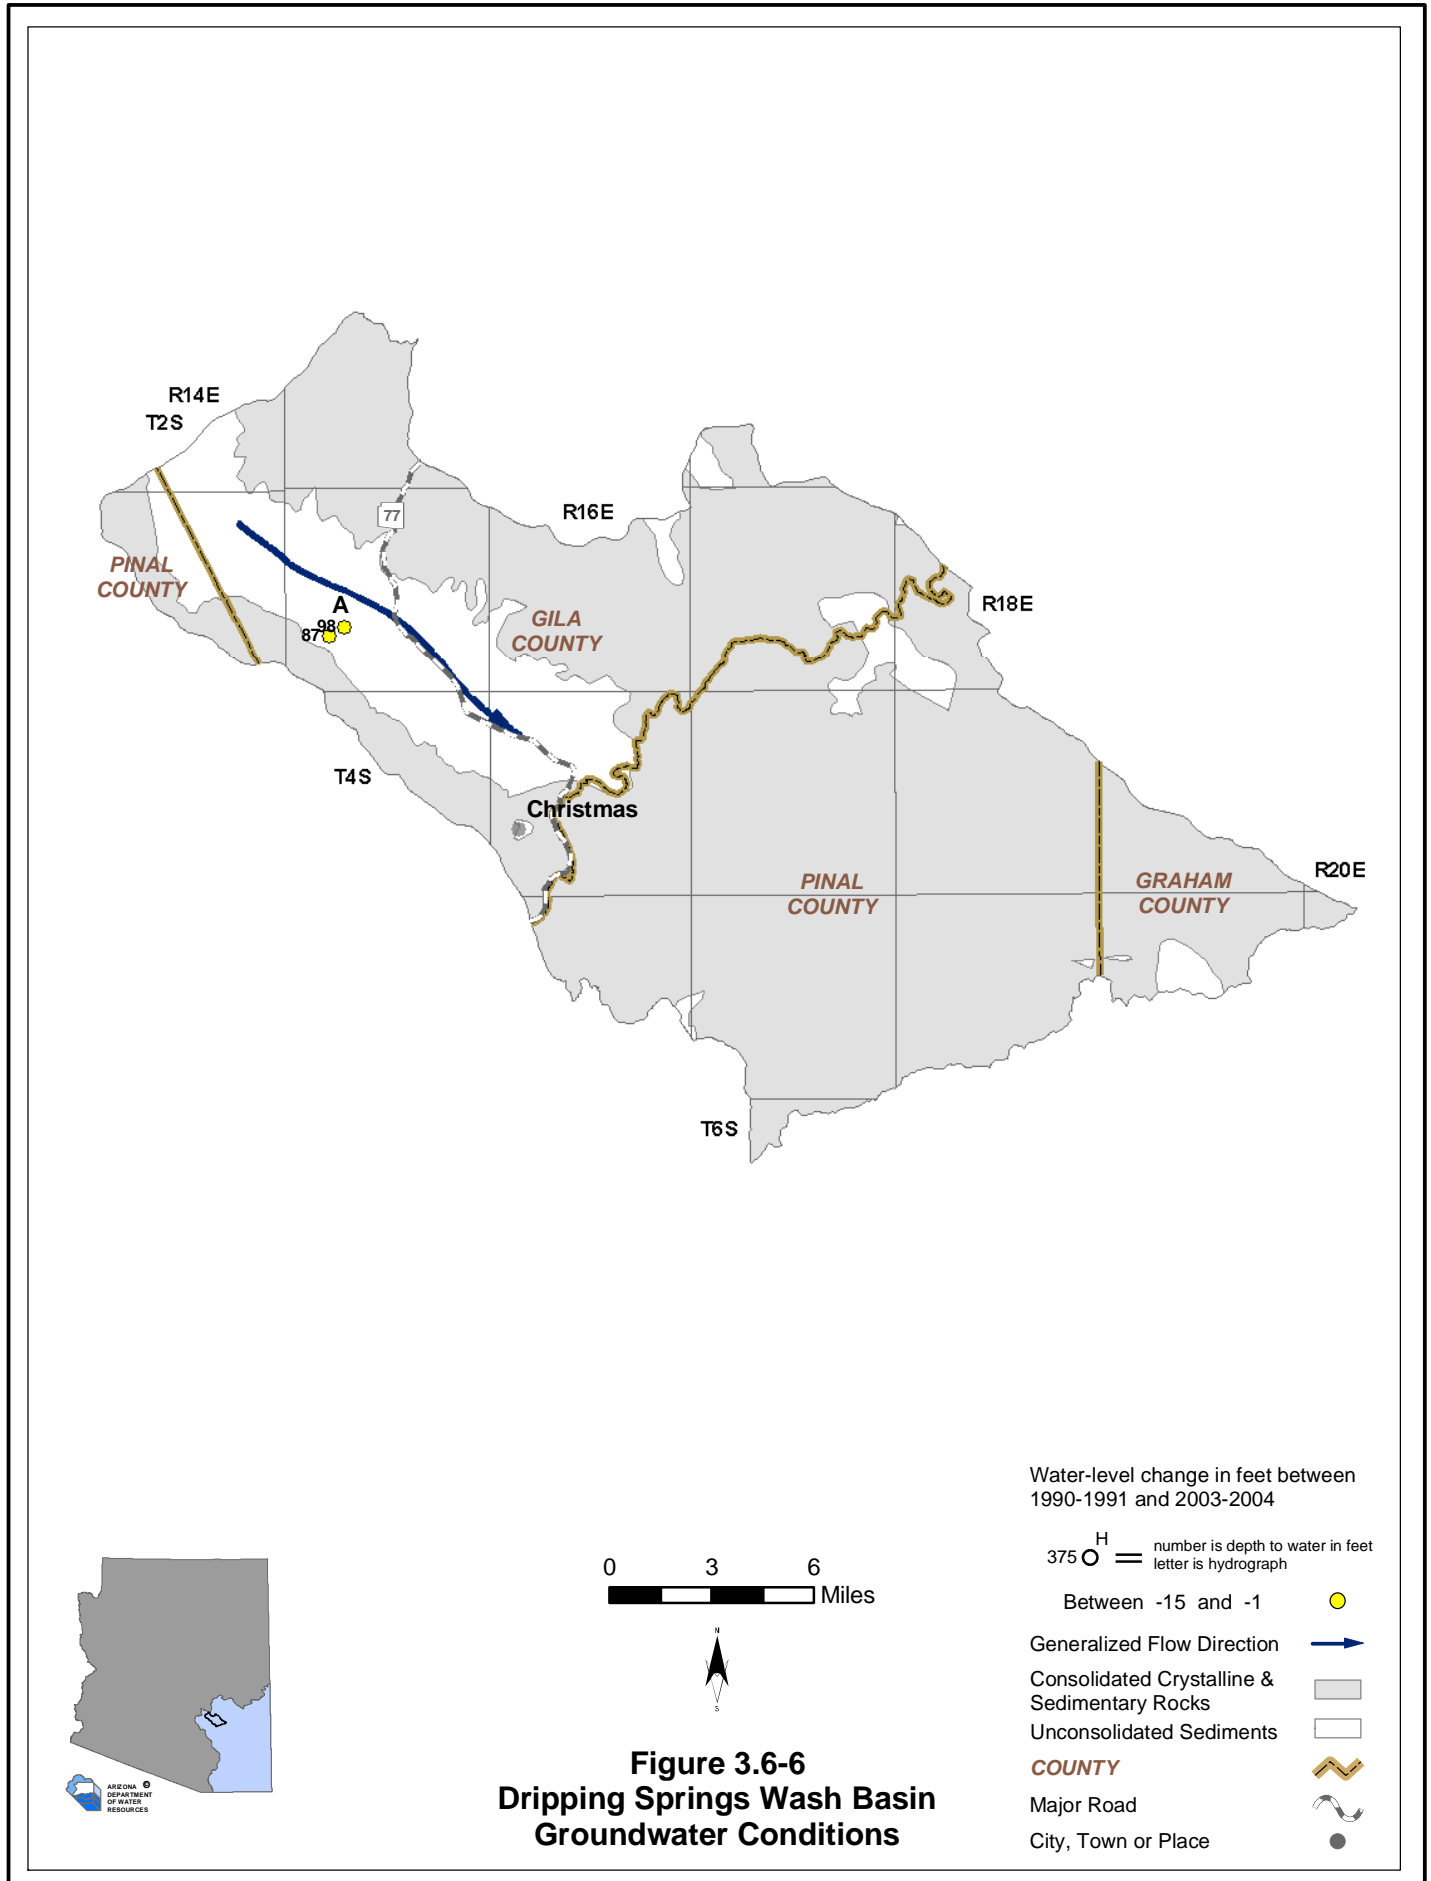 R14E
T2S
77
R16E
PINAL
COUNTY
R18E
A
GILA
COUNTY
98
87
T4S
Christmas
R20E
PINAL
COUNTY
GRAHAM
COUNTY
T6S
Water-level change in feet between
1990-1991 and 2003-2004
H
375
number is depth to water in feet
letter is hydrograph
Between -15 and -1
Generalized Flow Direction
Consolidated Crystalline &
Sedimentary Rocks
Unconsolidated Sediments
COUNTY
Major Road
City, Town or Place
0 3 6
Miles
N
S
ARIZONA ©
DEPARTMENT
OF WATER
RESOURCES
Figure 3.6-6
Dripping Springs Wash Basin
Groundwater Conditions